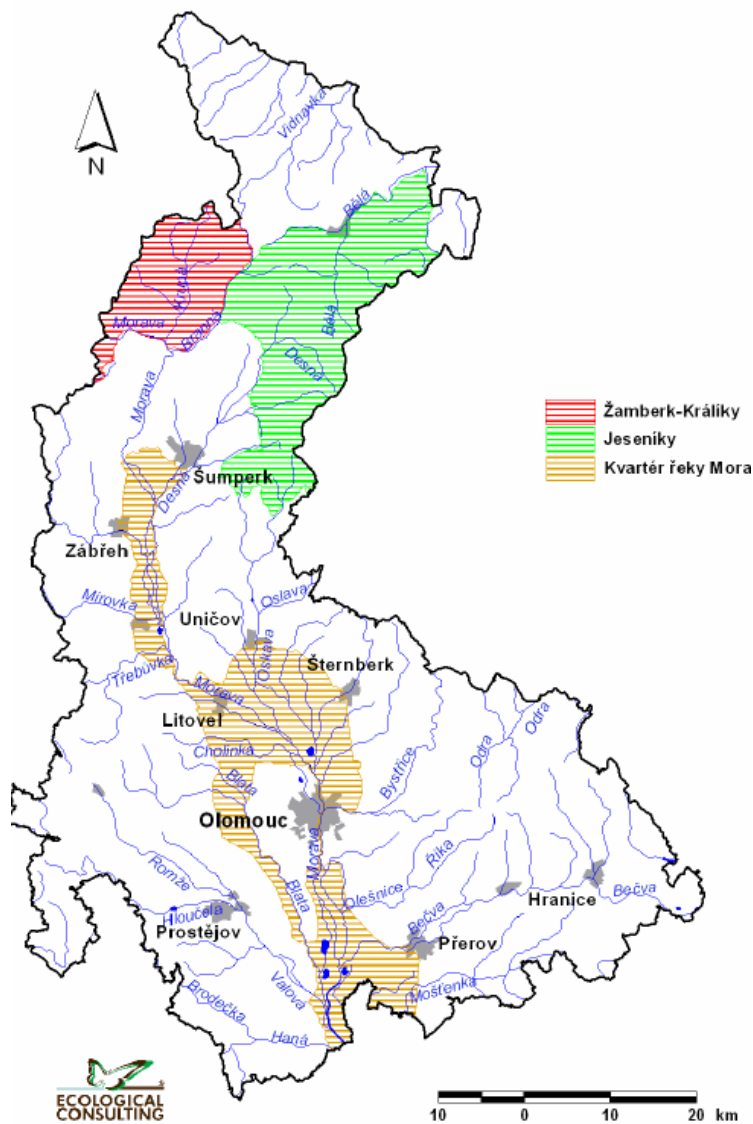 Vidnavka
N
Bělá
Krupá
Morava
Branná
Bělá
Desná
Morava
Žamberk-Králíky
Jeseníky
Kvartér řeky Mora
Desná
Šumperk
Zábřeh
Mírovka
Uničov
Oslava
Oskava
Třebůvka
Šternberk
Morava
Litovel
Cholinka
Blata
Bystřice
Odra
Odra
Olomouc
Morava
Říka
Romže
Blata
Olešnice
Hranice
Bečva
Bečva
Hloučela
Prostějov
Přerov
Valová
Moštěnka
Brodečka
Haná
ECOLOGICAL
CONSULTING
10 0 10 20 km